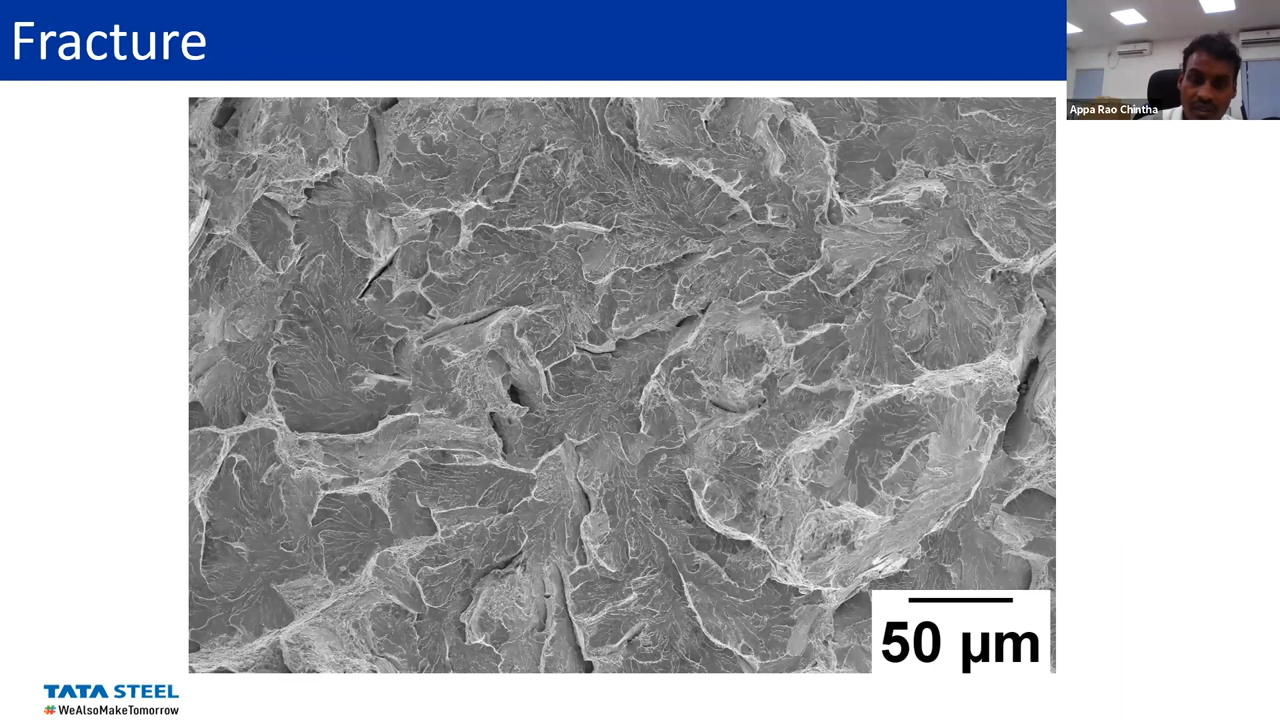 Fracture
Appa Rao Chintha
50 µm
TATA STEEL
#WeAlsoMakeTomorrow